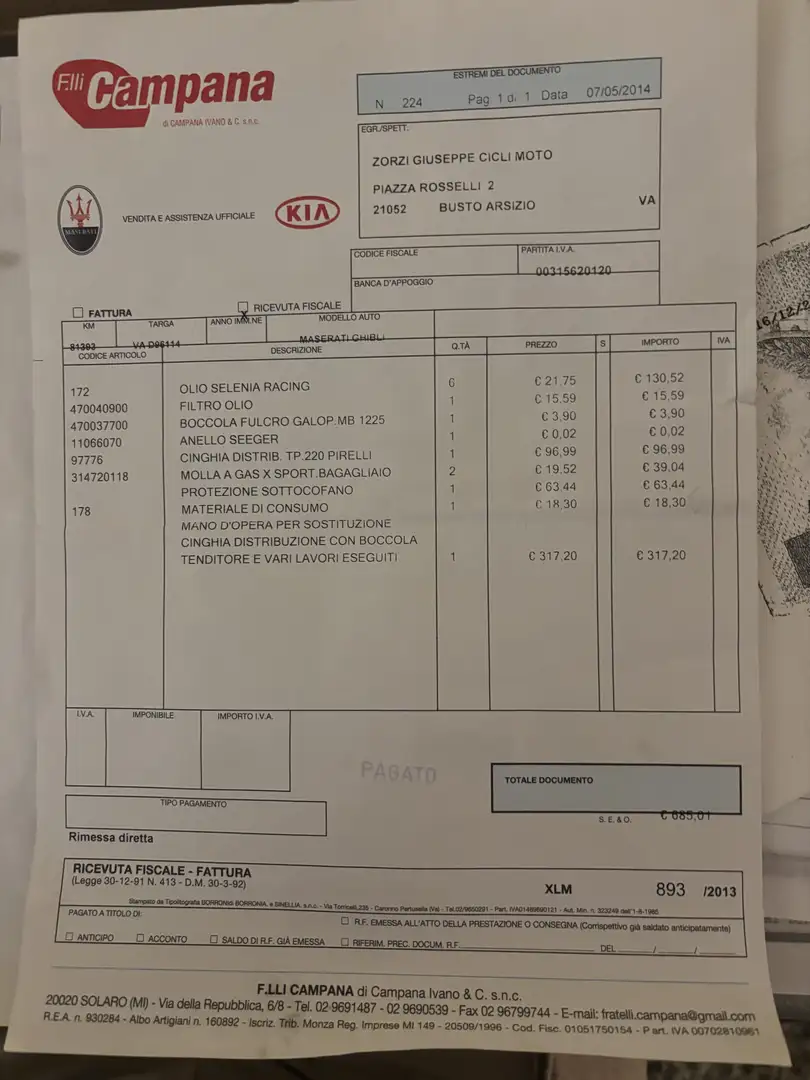 F.lli Campana
di CAMPANA IVANO & C. s.n.c.
ESTREMI DEL DOCUMENTO
N 224 Pag 1 di 1 Data 07/05/2014
EGR./SPETT.
ZORZI GIUSEPPE CICLI MOTO
PIAZZA ROSSELLI 2
21052 BUSTO ARSIZIO VA
MASERATI
VENDITA E ASSISTENZA UFFICIALE
KIA
CODICE FISCALE
PARTITA I.V.A.
00315620120
BANCA D'APPOGGIO
FATTURA
X RICEVUTA FISCALE
KM TARGA ANNO IMM.NE MODELLO AUTO
81393 VA D96114 MASERATI GHIBLI
CODICE ARTICOLO DESCRIZIONE Q.TÀ PREZZO S IMPORTO IVA
172 OLIO SELENIA RACING 6 € 21,75 € 130,52
470040900 FILTRO OLIO 1 € 15,59 € 15,59
470037700 BOCCOLA FULCRO GALOP.MB 1225 1 € 3,90 € 3,90
11066070 ANELLO SEEGER 1 € 0,02 € 0,02
97776 CINGHIA DISTRIB. TP.220 PIRELLI 1 € 96,99 € 96,99
314720118 MOLLA A GAS X SPORT.BAGAGLIAIO 2 € 19,52 € 39,04
PROTEZIONE SOTTOCOFANO 1 € 63,44 € 63,44
178 MATERIALE DI CONSUMO 1 € 18,30 € 18,30
MANO D'OPERA PER SOSTITUZIONE
CINGHIA DISTRIBUZIONE CON BOCCOLA
TENDITORE E VARI LAVORI ESEGUITI 1 € 317,20 € 317,20
I.V.A. IMPONIBILE IMPORTO I.V.A.
PAGATO
TOTALE DOCUMENTO
S. E. & O. € 685,01
TIPO PAGAMENTO
Rimessa diretta
RICEVUTA FISCALE - FATTURA
(Legge 30-12-91 N. 413 - D.M. 30-3-92)
XLM 893 /2013
PAGATO A TITOLO DI:
R.F. EMESSA ALL'ATTO DELLA PRESTAZIONE O CONSEGNA (Corrispettivo già saldato anticipatamente)
ANTICIPO ACCONTO SALDO DI R.F. GIÀ EMESSA RIFERIM. PREC. DOCUM. R.F. DEL / /
F.LLI CAMPANA di Campana Ivano & C. s.n.c.
20020 SOLARO (MI) - Via della Repubblica, 6/8 - Tel. 02-9691487 - 02 9690539 - Fax 02 96799744 - E-mail: fratelli.campana@gmail.com
R.E.A. n. 930284 - Albo Artigiani n. 160892 - Iscriz. Trib. Monza Reg. Imprese MI 149 - 20509/1996 - Cod. Fisc. 01051750154 - Part. IVA 00702810961